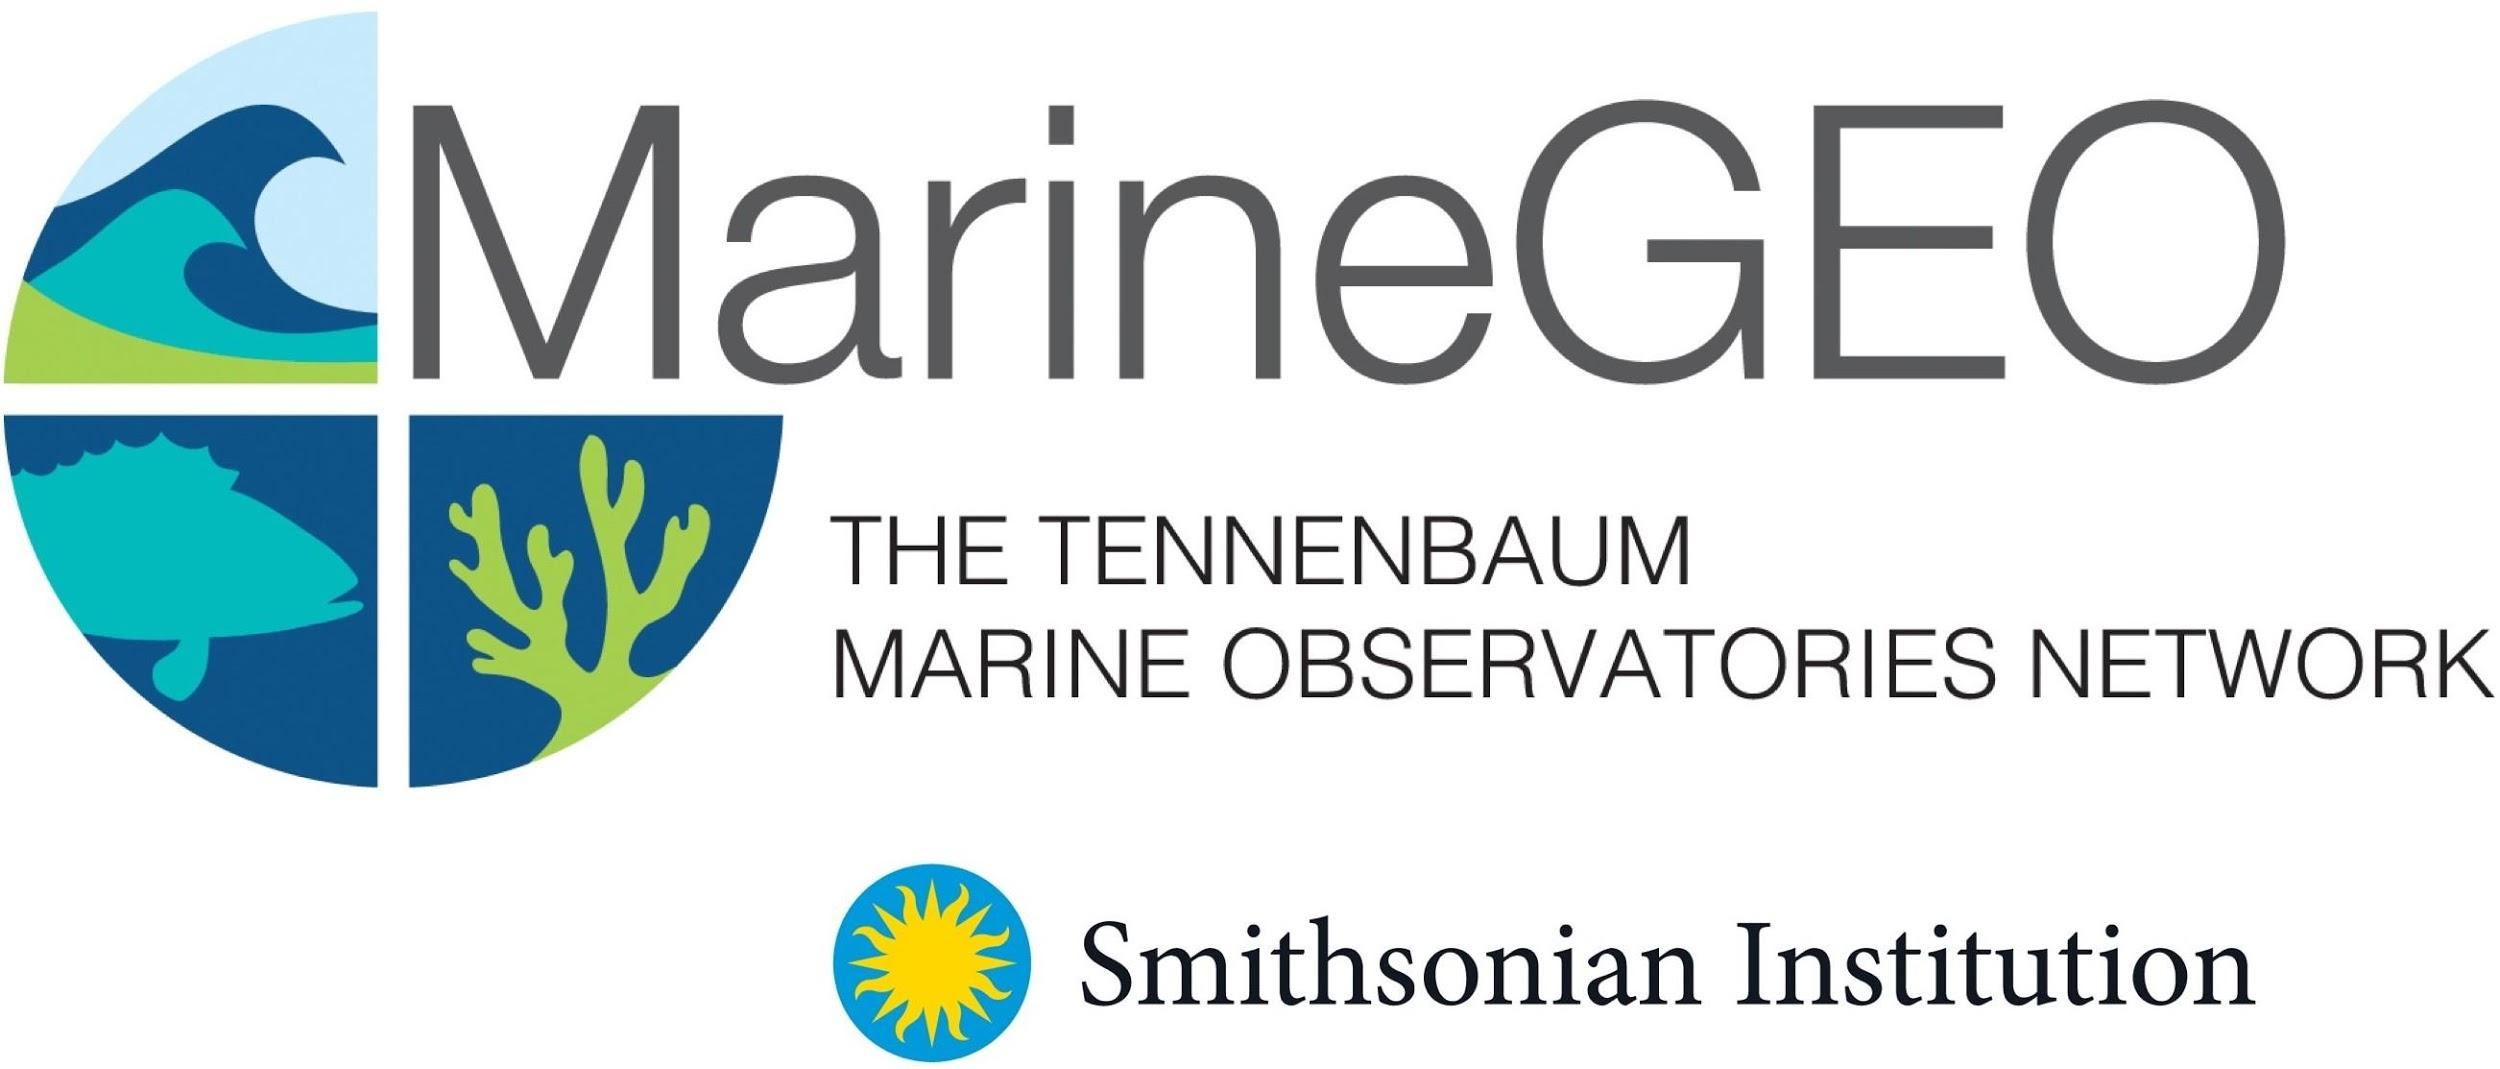 MarineGEO
THE TENNENBAUM
MARINE OBSERVATORIES NETWORK
Smithsonian Institution